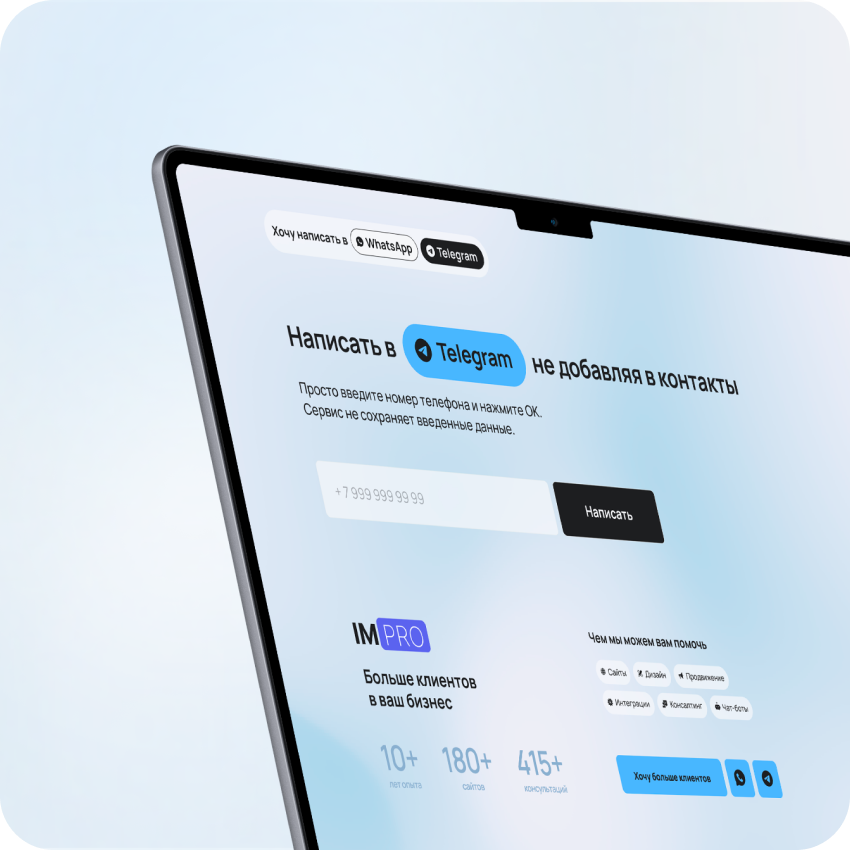 Хочу написать в WhatsApp Telegram
Написать в Telegram не добавляя в контакты
Просто введите номер телефона и нажмите ОК.
Сервис не сохраняет введенные данные.
+7 999 999 99 99
Написать
IM PRO
Больше клиентов
в ваш бизнес
10+ 180+ 415+
лет опыта сайтов консультаций
Чем мы можем вам помочь
Сайты Дизайн Продвижение
Интеграции Консалтинг Чат-боты
Хочу больше клиентов